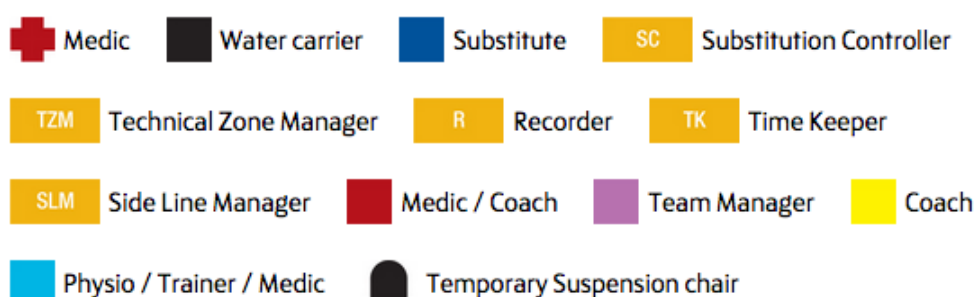 Medic Water carrier Substitute SC Substitution Controller
TZM Technical Zone Manager R Recorder TK Time Keeper
SLM Side Line Manager Medic / Coach Team Manager Coach
Physio / Trainer / Medic Temporary Suspension chair